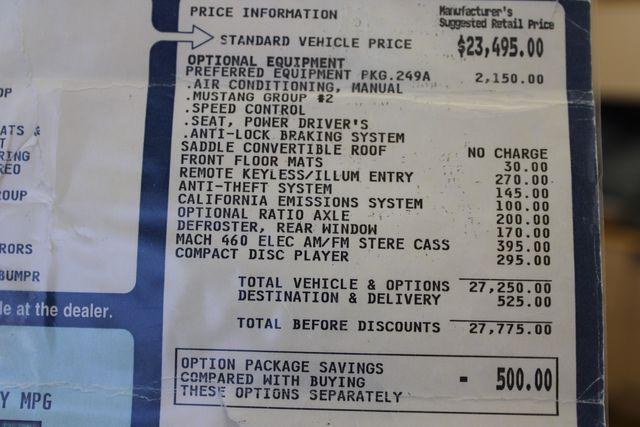 PRICE INFORMATION
Manufacturer's
Suggested Retail Price
STANDARD VEHICLE PRICE $23,495.00
OPTIONAL EQUIPMENT
PREFERRED EQUIPMENT PKG.249A 2,150.00
.AIR CONDITIONING, MANUAL
.MUSTANG GROUP #2
.SPEED CONTROL
.SEAT, POWER DRIVER'S
.ANTI-LOCK BRAKING SYSTEM
SADDLE CONVERTIBLE ROOF NO CHARGE
FRONT FLOOR MATS 30.00
REMOTE KEYLESS/ILLUM ENTRY 270.00
ANTI-THEFT SYSTEM 145.00
CALIFORNIA EMISSIONS SYSTEM 100.00
OPTIONAL RATIO AXLE 200.00
DEFROSTER, REAR WINDOW 170.00
MACH 460 ELEC AM/FM STERE CASS 395.00
COMPACT DISC PLAYER 295.00
TOTAL VEHICLE & OPTIONS 27,250.00
DESTINATION & DELIVERY 525.00
TOTAL BEFORE DISCOUNTS 27,775.00
OPTION PACKAGE SAVINGS
COMPARED WITH BUYING - 500.00
THESE OPTIONS SEPARATELY
OP
ATS &
T
RING
REO
OUP
RORS
BUMPR
le at the dealer.
Y MPG